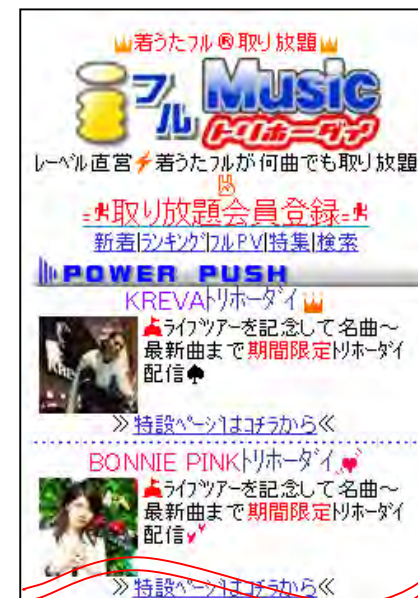 着うたフル®取り放題
フル Music
トリホーダイ
レーベル直営⚡着うたフルが何曲でも取り放題
取り放題会員登録
新着|ランキング|フルPV|特集|検索
POWER PUSH
KREVAトリホーダイ
ライブツアーを記念して名曲～
最新曲まで期間限定トリホーダイ
配信♠
≫特設ページはコチラから≪
BONNIE PINKトリホーダイ
ライブツアーを記念して名曲～
最新曲まで期間限定トリホーダイ
配信
≫特設ページはコチラから≪